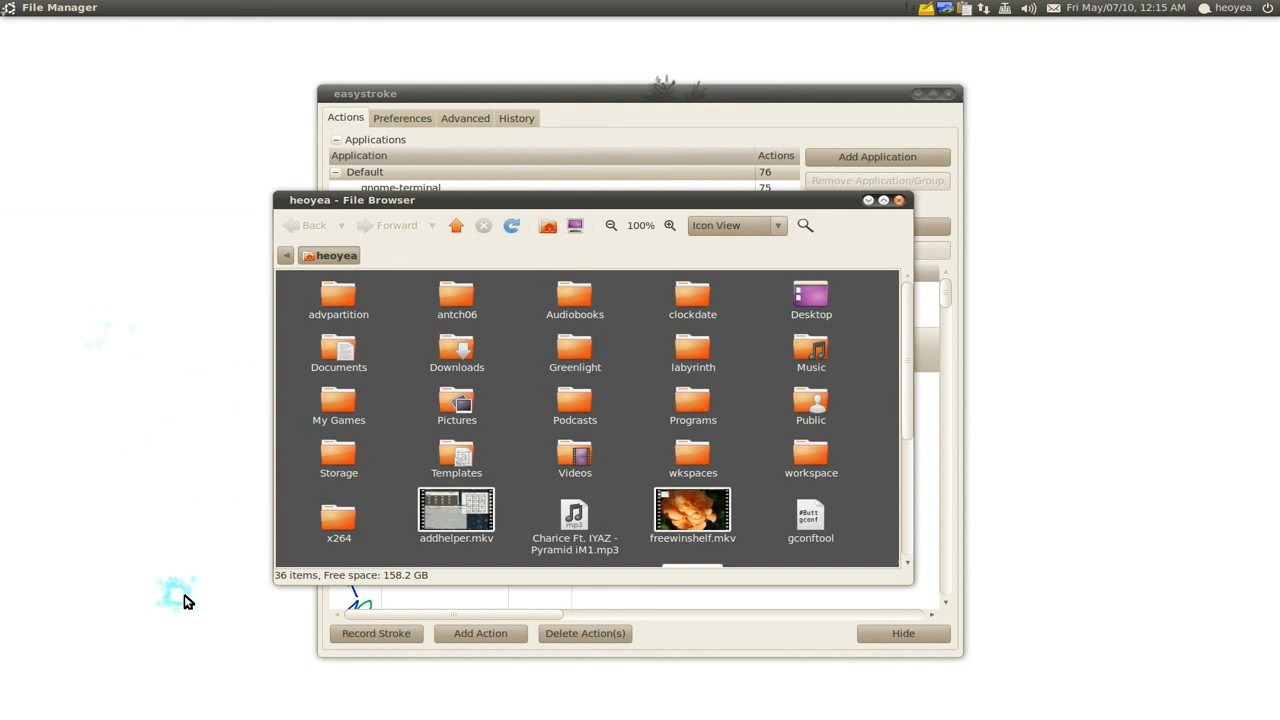 File Manager
Fri May/07/10, 12:15 AM heoyea
easystroke
Actions Preferences Advanced History
Applications
Application Actions Add Application
Default 76
Remove Application/Group
gnome-terminal 75
heoyea - File Browser
Back Forward 100% Icon View
heoyea
advpartition antch06 Audiobooks clockdate Desktop
Documents Downloads Greenlight labyrinth Music
My Games Pictures Podcasts Programs Public
Storage Templates Videos wkspaces workspace
#Butt
gconf
mp3
x264 addhelper.mkv Charice Ft. IYAZ - freewinshelf.mkv gconftool
Pyramid iM1.mp3
36 items, Free space: 158.2 GB
Record Stroke Add Action Delete Action(s) Hide